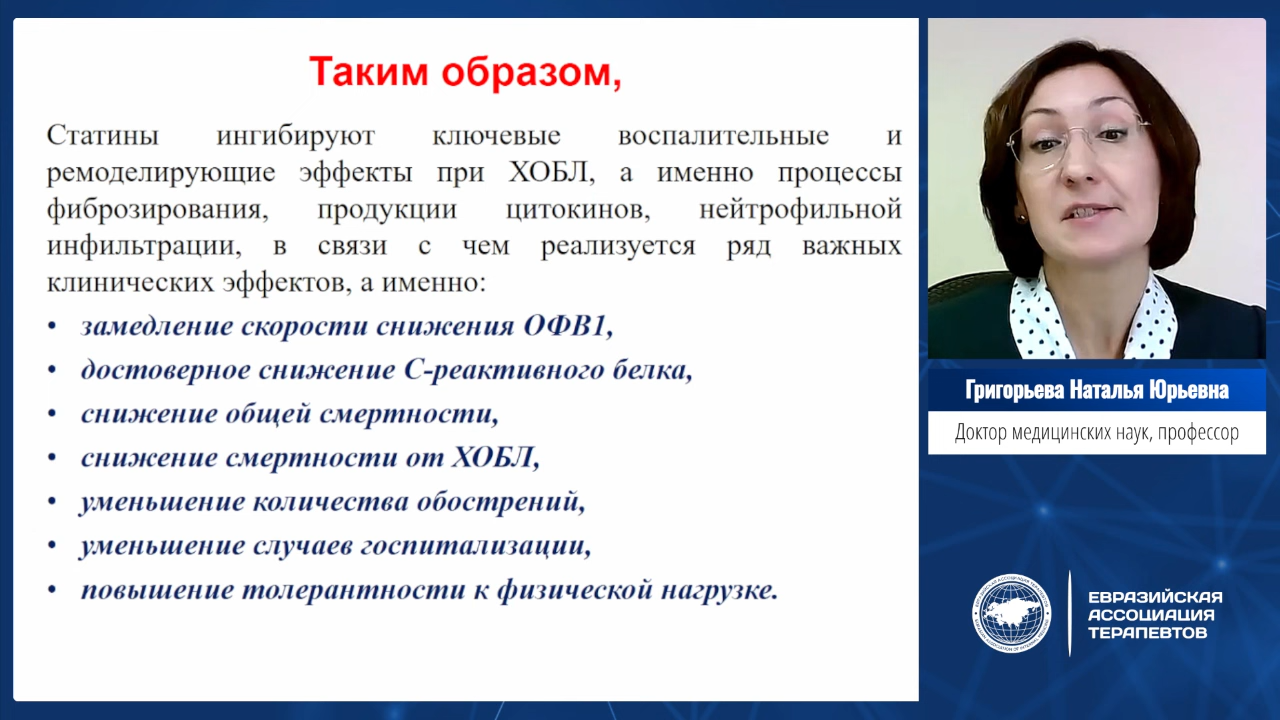 Таким образом,
Статины ингибируют ключевые воспалительные и
ремоделирующие эффекты при ХОБЛ, а именно процессы
фиброзирования, продукции цитокинов, нейтрофильной
инфильтрации, в связи с чем реализуется ряд важных
клинических эффектов, а именно:
• замедление скорости снижения ОФВ1,
• достоверное снижение С-реактивного белка,
• снижение общей смертности,
• снижение смертности от ХОБЛ,
• уменьшение количества обострений,
• уменьшение случаев госпитализации,
• повышение толерантности к физической нагрузке.
Григорьева Наталья Юрьевна
Доктор медицинских наук, профессор
ЕВРАЗИЙСКАЯ
АССОЦИАЦИЯ
ТЕРАПЕВТОВ